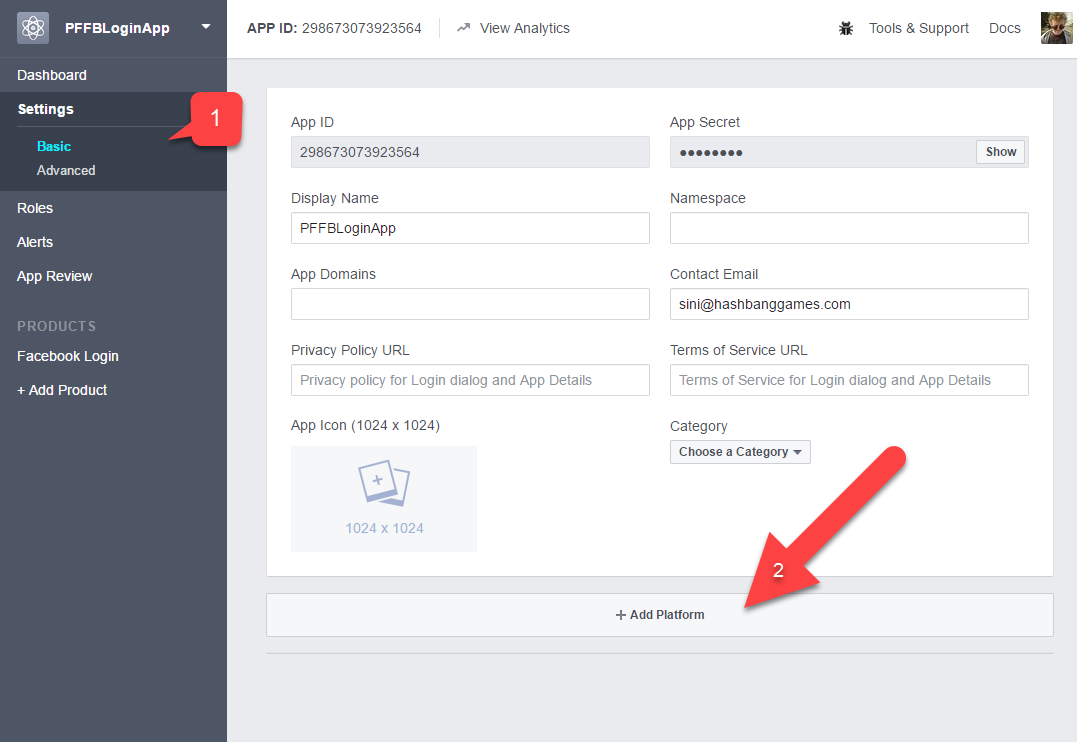 PFFBLoginApp
APP ID: 298673073923564
View Analytics
Tools & Support
Docs
Dashboard
Settings
1
Basic
Advanced
Roles
Alerts
App Review
PRODUCTS
Facebook Login
+ Add Product
App ID
App Secret
298673073923564
●●●●●●●●
Show
Display Name
Namespace
PFFBLoginApp
App Domains
Contact Email
sini@hashbanggames.com
Privacy Policy URL
Terms of Service URL
Privacy policy for Login dialog and App Details
Terms of Service for Login dialog and App Details
App Icon (1024 x 1024)
Category
Choose a Category
1024 x 1024
2
+ Add Platform